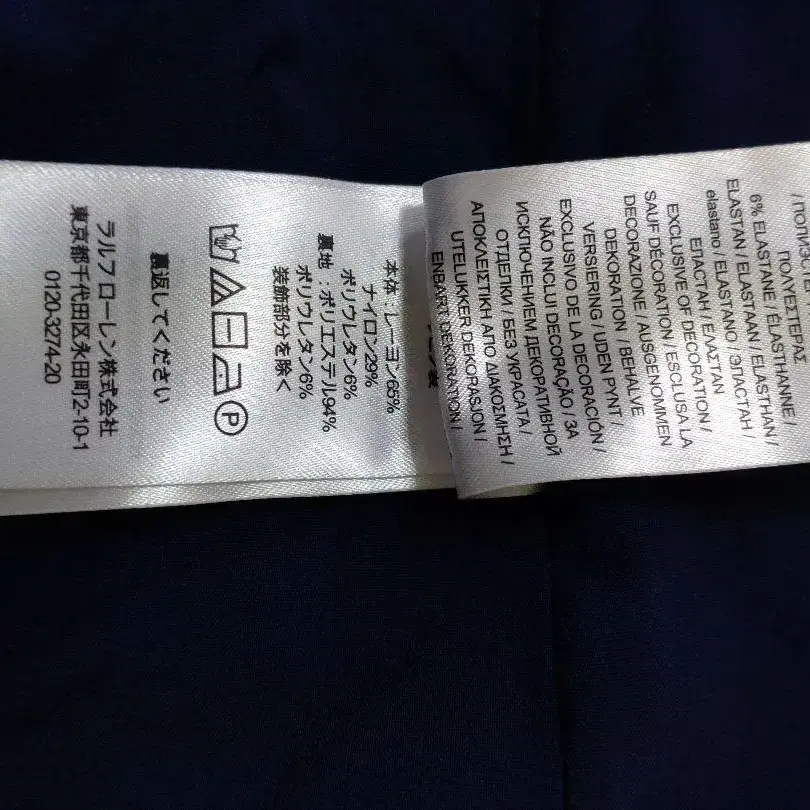 ΠΟΛΥΕΣΤΕΡΑΣ
6% ELASTANE / ÉLASTHANNE /
ELASTAN / ELASTAAN / ELASTHAN /
elastano / ELASTANO / ЭЛАСТАН /
ЕЛАСТАН / ΕΛΑΣΤΑΝ
EXCLUSIVE OF DECORATION /
SAUF DÉCORATION / ESCLUSA LA
DECORAZIONE / AUSGENOMMEN
DEKORATION / BEHALVE
VERSIERING / UDEN PYNT /
EXCLUSIVO DE LA DECORACIÓN /
NÃO INCLUI DECORAÇÃO / ЗА
ИСКЛЮЧЕНИЕМ ДЕКОРАТИВНОЙ
ОТДЕЛКИ / БЕЗ УКРАСАТА /
ΑΠΟΚΛΕΙΣΤΙΚΗ ΑΠΟ ΔΙΑΚΟΣΜΗΣΗ /
UTELUKKER DEKORASJON /
ENBART DEKORATION /
本体:レーヨン65%
ナイロン29%
ポリウレタン6%
裏地:ポリエステル94%
ポリウレタン6%
装飾部分を除く
P
裏返してください
ラルフ ローレン株式会社
東京都千代田区永田町2-10-1
0120-3274-20